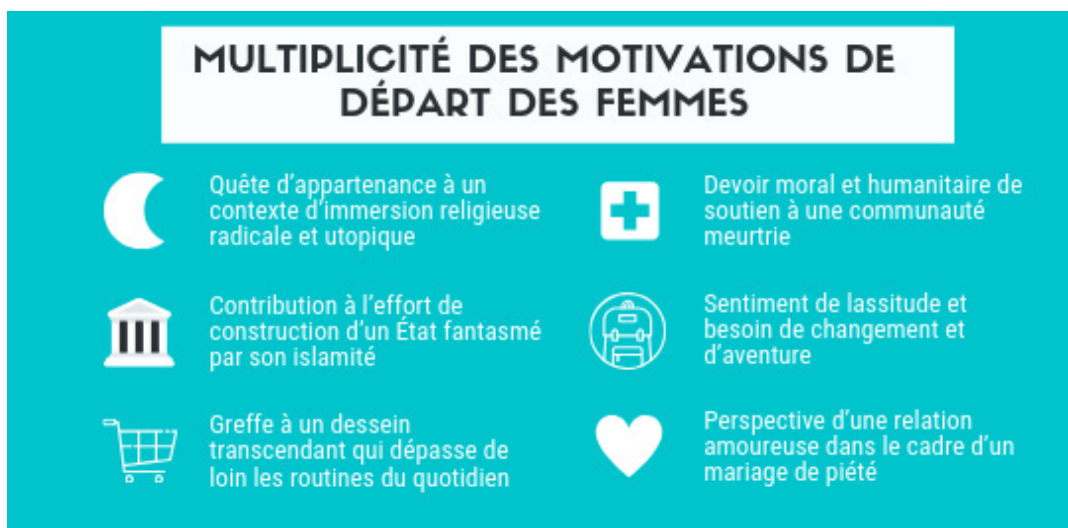 MULTIPLICITÉ DES MOTIVATIONS DE
DÉPART DES FEMMES
Quête d'appartenance à un
contexte d'immersion religieuse
radicale et utopique
Contribution à l'effort de
construction d'un État fantasmé
par son islamité
Greffe à un dessein
transcendant qui dépasse de
loin les routines du quotidien
Devoir moral et humanitaire de
soutien à une communauté
meurtrie
Sentiment de lassitude et
besoin de changement et
d'aventure
Perspective d'une relation
amoureuse dans le cadre d'un
mariage de piété